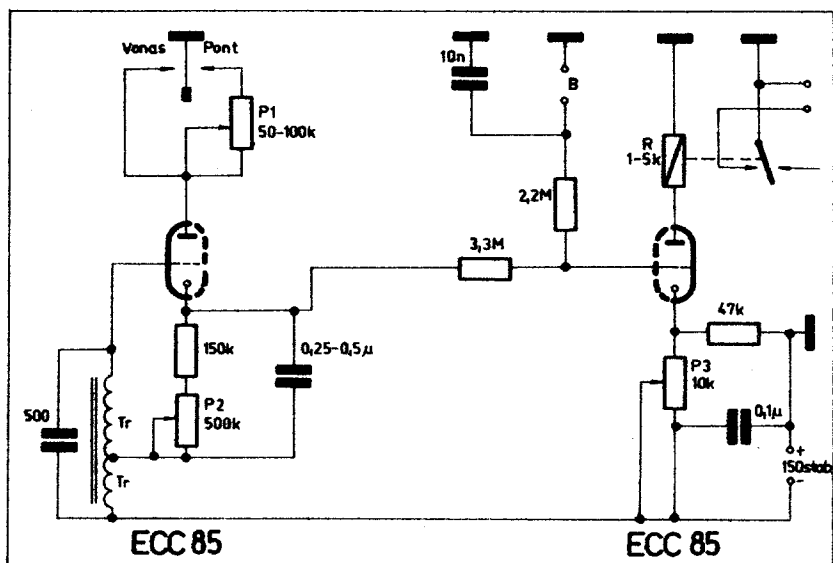 Vonas Pont
P1
50-100k
10n
B
R
1-5k
2,2M
3,3M
150k
0,25-0,5μ
P2
500k
500
Tr
Tr
47k
P3
10k
0,1μ
+
150stab
-
ECC 85
ECC 85